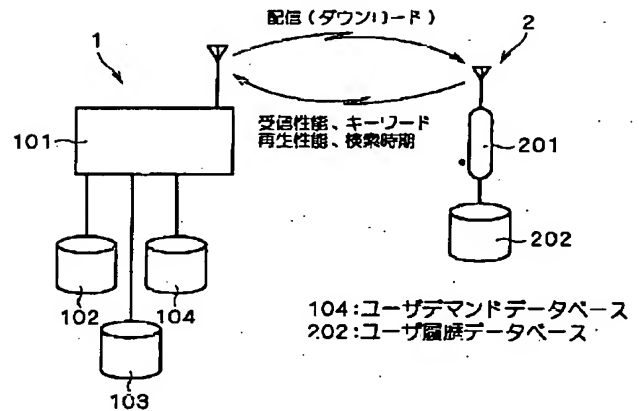 配信(ダウンロード)
1
2
101
受信性能、キーワード
再生性能、検索時期
201
202
102
104
103
104:ユーザデマンドデータベース
202:ユーザ履歴データベース